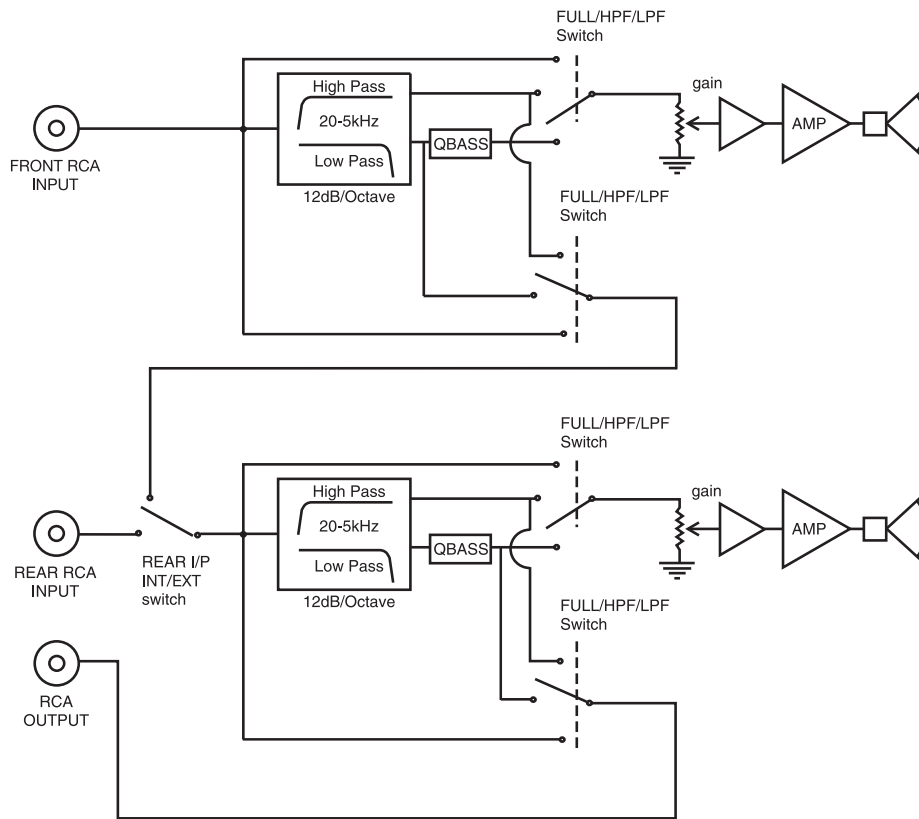 FULL/HPF/LPF
Switch
High Pass
20-5kHz
Low Pass
12dB/Octave
QBASS
gain
AMP
FRONT RCA
INPUT
FULL/HPF/LPF
Switch
FULL/HPF/LPF
Switch
High Pass
20-5kHz
Low Pass
12dB/Octave
QBASS
gain
AMP
REAR RCA
INPUT
REAR I/P
INT/EXT
switch
FULL/HPF/LPF
Switch
RCA
OUTPUT